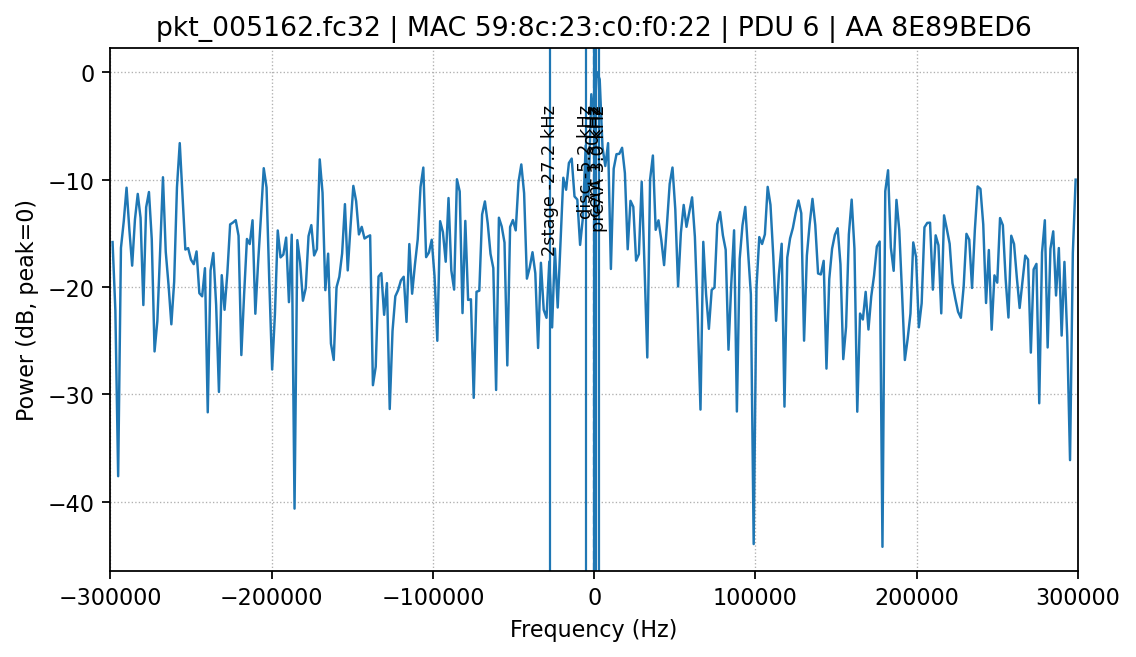 pkt_005162.fc32 | MAC 59:8c:23:c0:f0:22 | PDU 6 | AA 8E89BED6
0
−10
−20
−30
−40
Power (dB, peak=0)
2stage -27.2 kHz
disc -5.2 kHz
−300000
−200000
−100000
0
100000
200000
300000
Frequency (Hz)